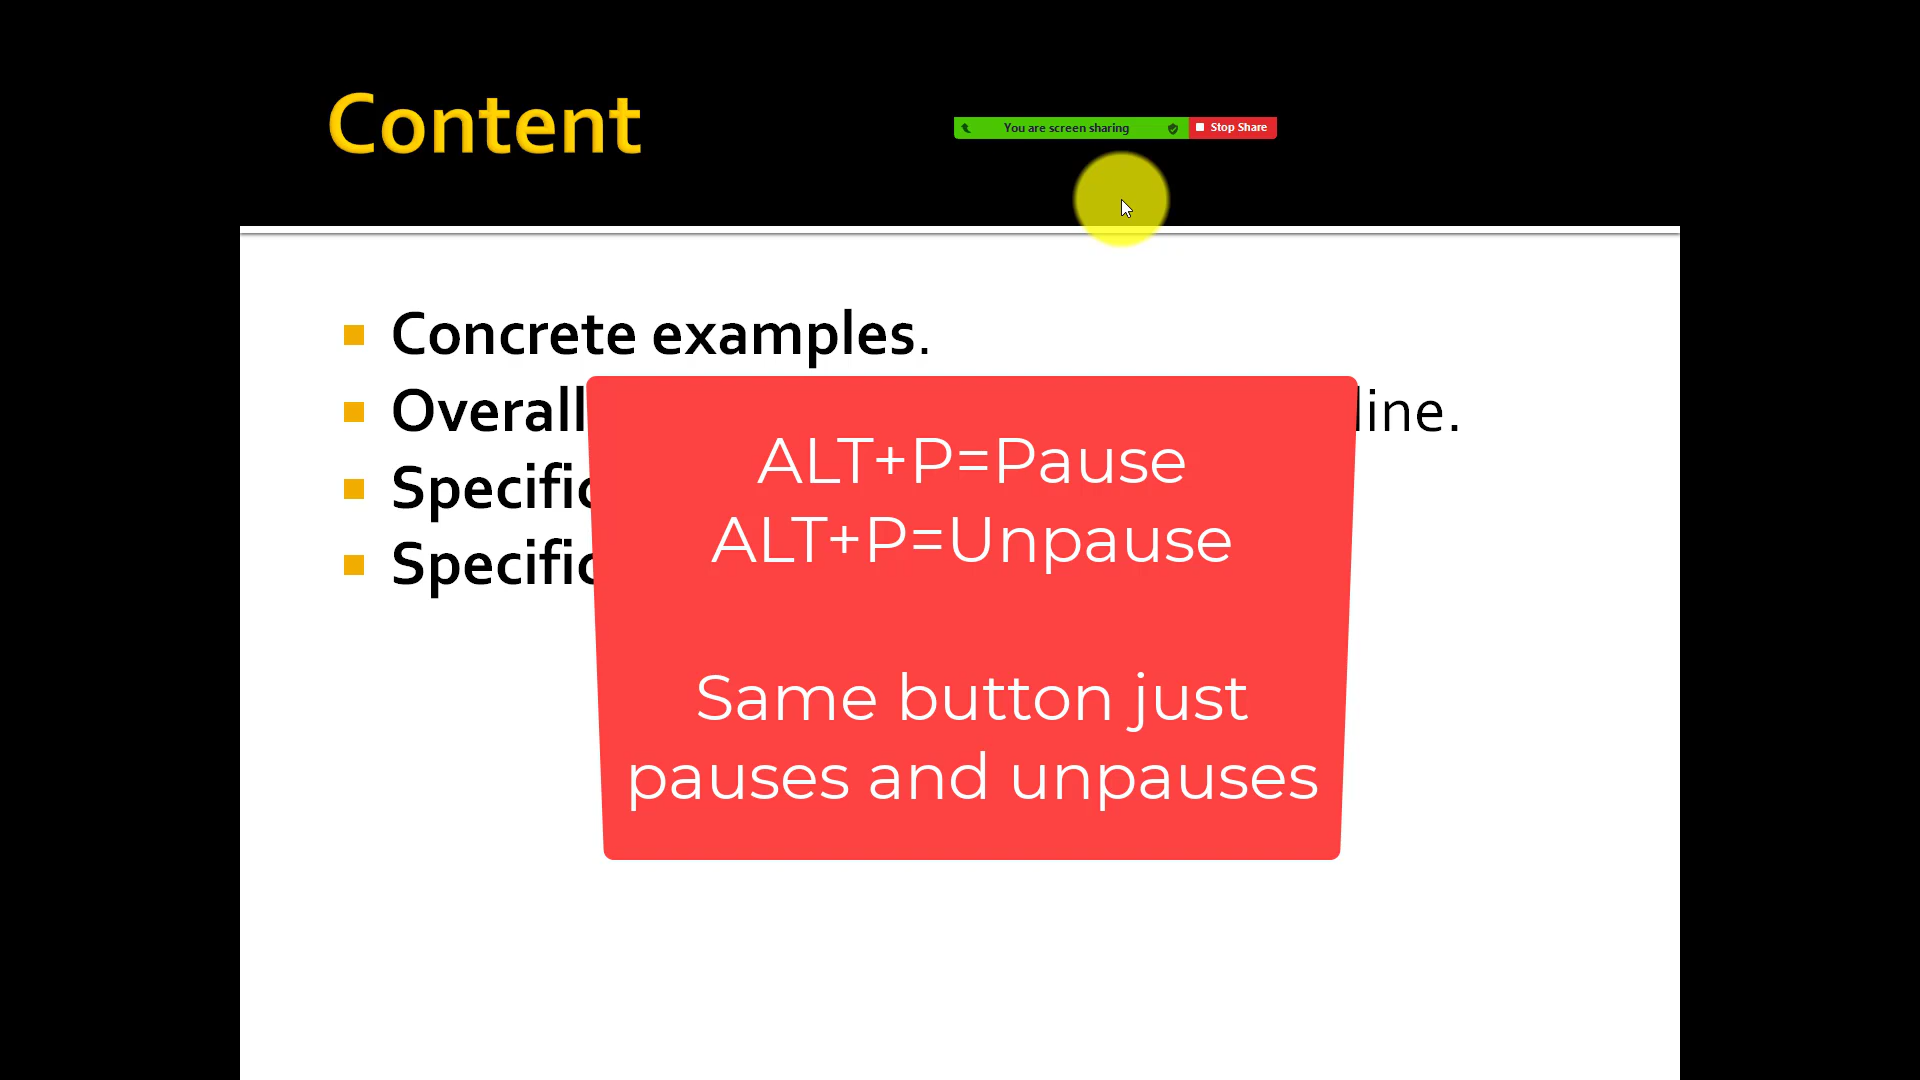 Content
You are screen sharing
Stop Share
Concrete examples.
Overall
line.
Specific
Specific
ALT+P=Pause
ALT+P=Unpause
Same button just
pauses and unpauses